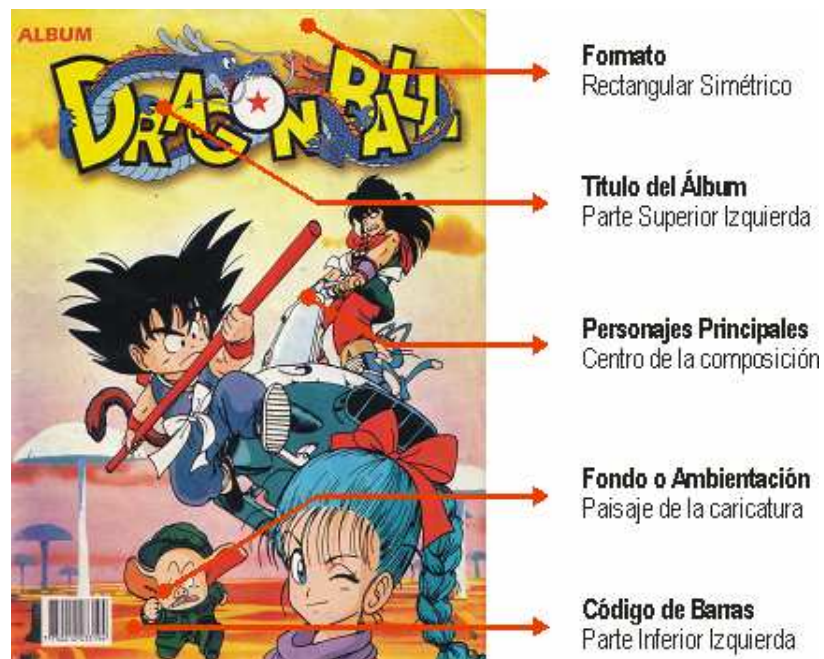 ALBUM
DRAGON BALL
Formato
Rectangular Simétrico
Título del Álbum
Parte Superior Izquierda
Personajes Principales
Centro de la composición
Fondo o Ambientación
Paisaje de la caricatura
Código de Barras
Parte Inferior Izquierda